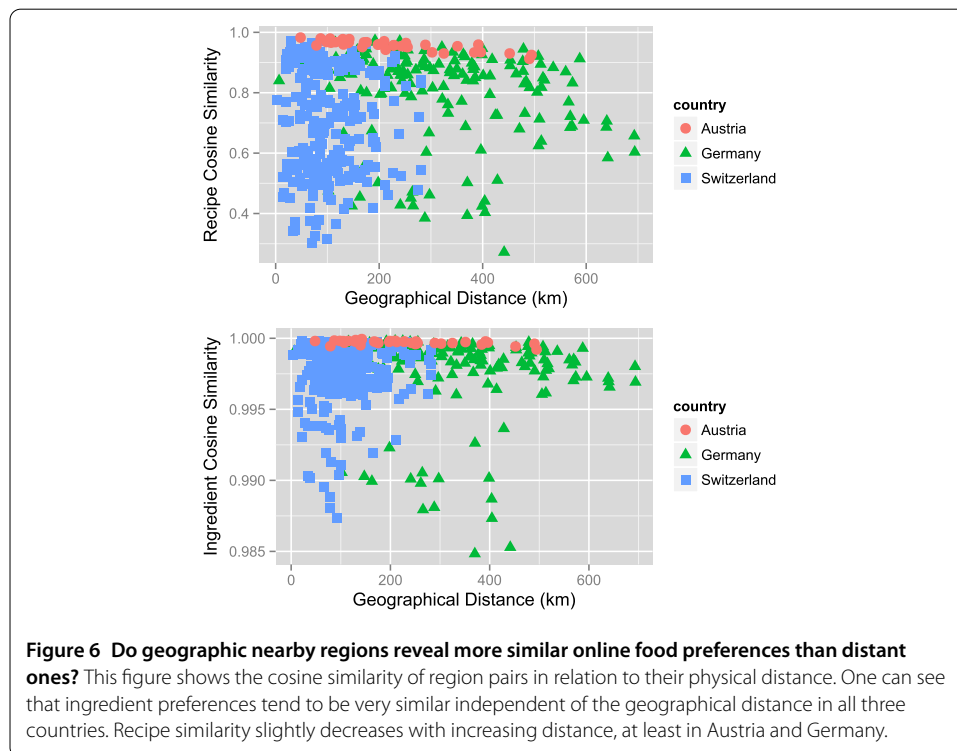 1.0
0.8
0.6
0.4
Recipe Cosine Similarity
0
200
400
600
Geographical Distance (km)
country
Austria
Germany
Switzerland
1.000
0.995
0.990
0.985
Ingredient Cosine Similarity
0
200
400
600
Geographical Distance (km)
country
Austria
Germany
Switzerland
Figure 6 Do geographic nearby regions reveal more similar online food preferences than distant
ones? This figure shows the cosine similarity of region pairs in relation to their physical distance. One can see
that ingredient preferences tend to be very similar independent of the geographical distance in all three
countries. Recipe similarity slightly decreases with increasing distance, at least in Austria and Germany.